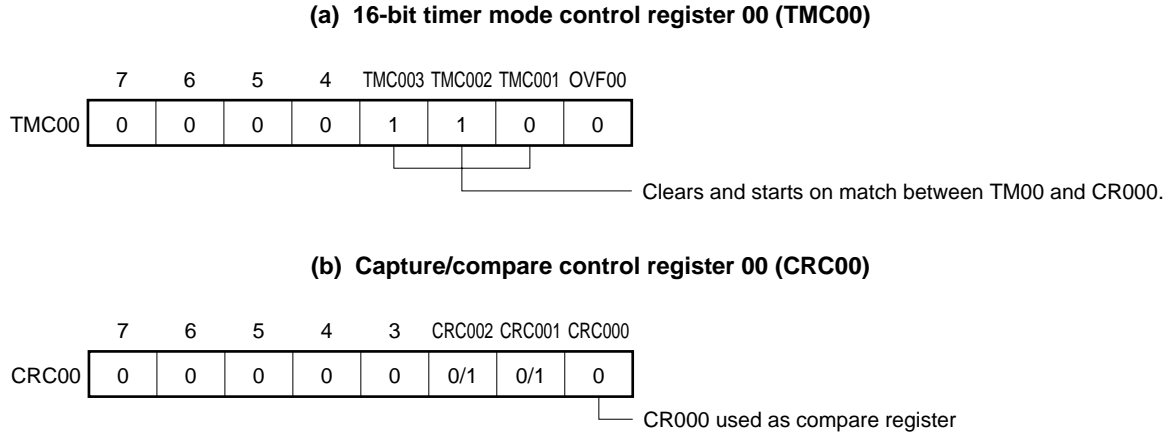 (a) 16-bit timer mode control register 00 (TMC00)
7 6 5 4 TMC003 TMC002 TMC001 OVF00
TMC00 0 0 0 0 1 1 0 0
Clears and starts on match between TM00 and CR000.
(b) Capture/compare control register 00 (CRC00)
7 6 5 4 3 CRC002 CRC001 CRC000
CRC00 0 0 0 0 0 0/1 0/1 0
CR000 used as compare register